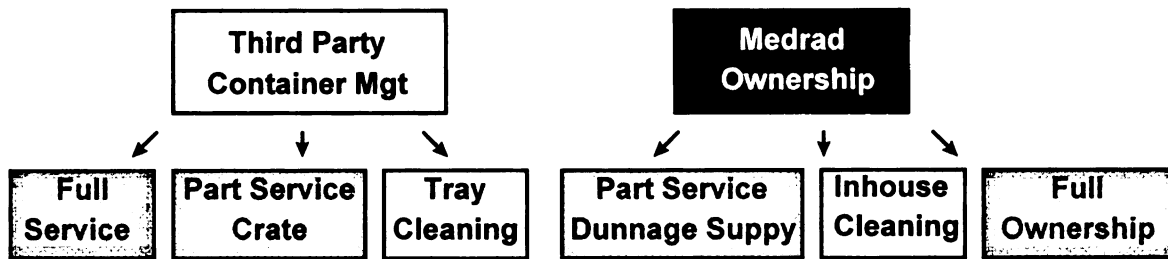 Third Party
Container Mgt
Medrad
Ownership
Full
Service
Part Service
Crate
Tray
Cleaning
Part Service
Dunnage Suppy
Inhouse
Cleaning
Full
Ownership